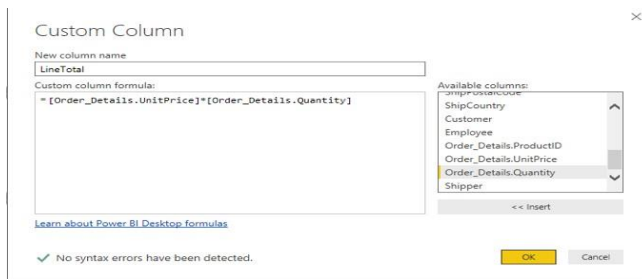 Custom Column
New column name
LineTotal
Custom column formula:
= [Order_Details.UnitPrice]*[Order_Details.Quantity]
Available columns:
ShipPostalCode
ShipCountry
Customer
Employee
Order_Details.ProductID
Order_Details.UnitPrice
Order_Details.Quantity
Shipper
<< Insert
Learn about Power BI Desktop formulas
No syntax errors have been detected.
OK
Cancel